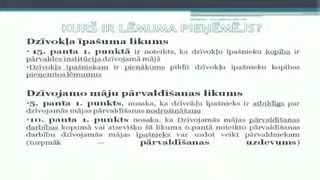 KURŠ IR LĒMUMA PIEŅĒMĒJS?
Dzīvokļa īpašuma likums
• 15. panta 1. punktā ir noteikts, ka dzīvokļu īpašnieku kopība ir
pārvaldes institūcija dzīvojamā mājā
•Dzīvokļa īpašniekam ir pienākums pildīt dzīvokļu īpašnieku kopības
pieņemtos lēmumus
Dzīvojamo māju pārvaldīšanas likums
•5. panta 1. punkts, nosaka, ka dzīvokļu īpašnieks ir atbildīgs par
dzīvojamās mājas pārvaldīšanas nodrošināšanu
•10. panta 1. punkts nosaka, ka Dzīvojamās mājas pārvaldīšanas
darbības kopumā vai atsevišķu šā likuma 6.pantā noteikto pārvaldīšanas
darbību dzīvojamās mājas īpašnieks var uzdot veikt pārvaldniekam
(turpmāk — pārvaldīšanas uzdevums)